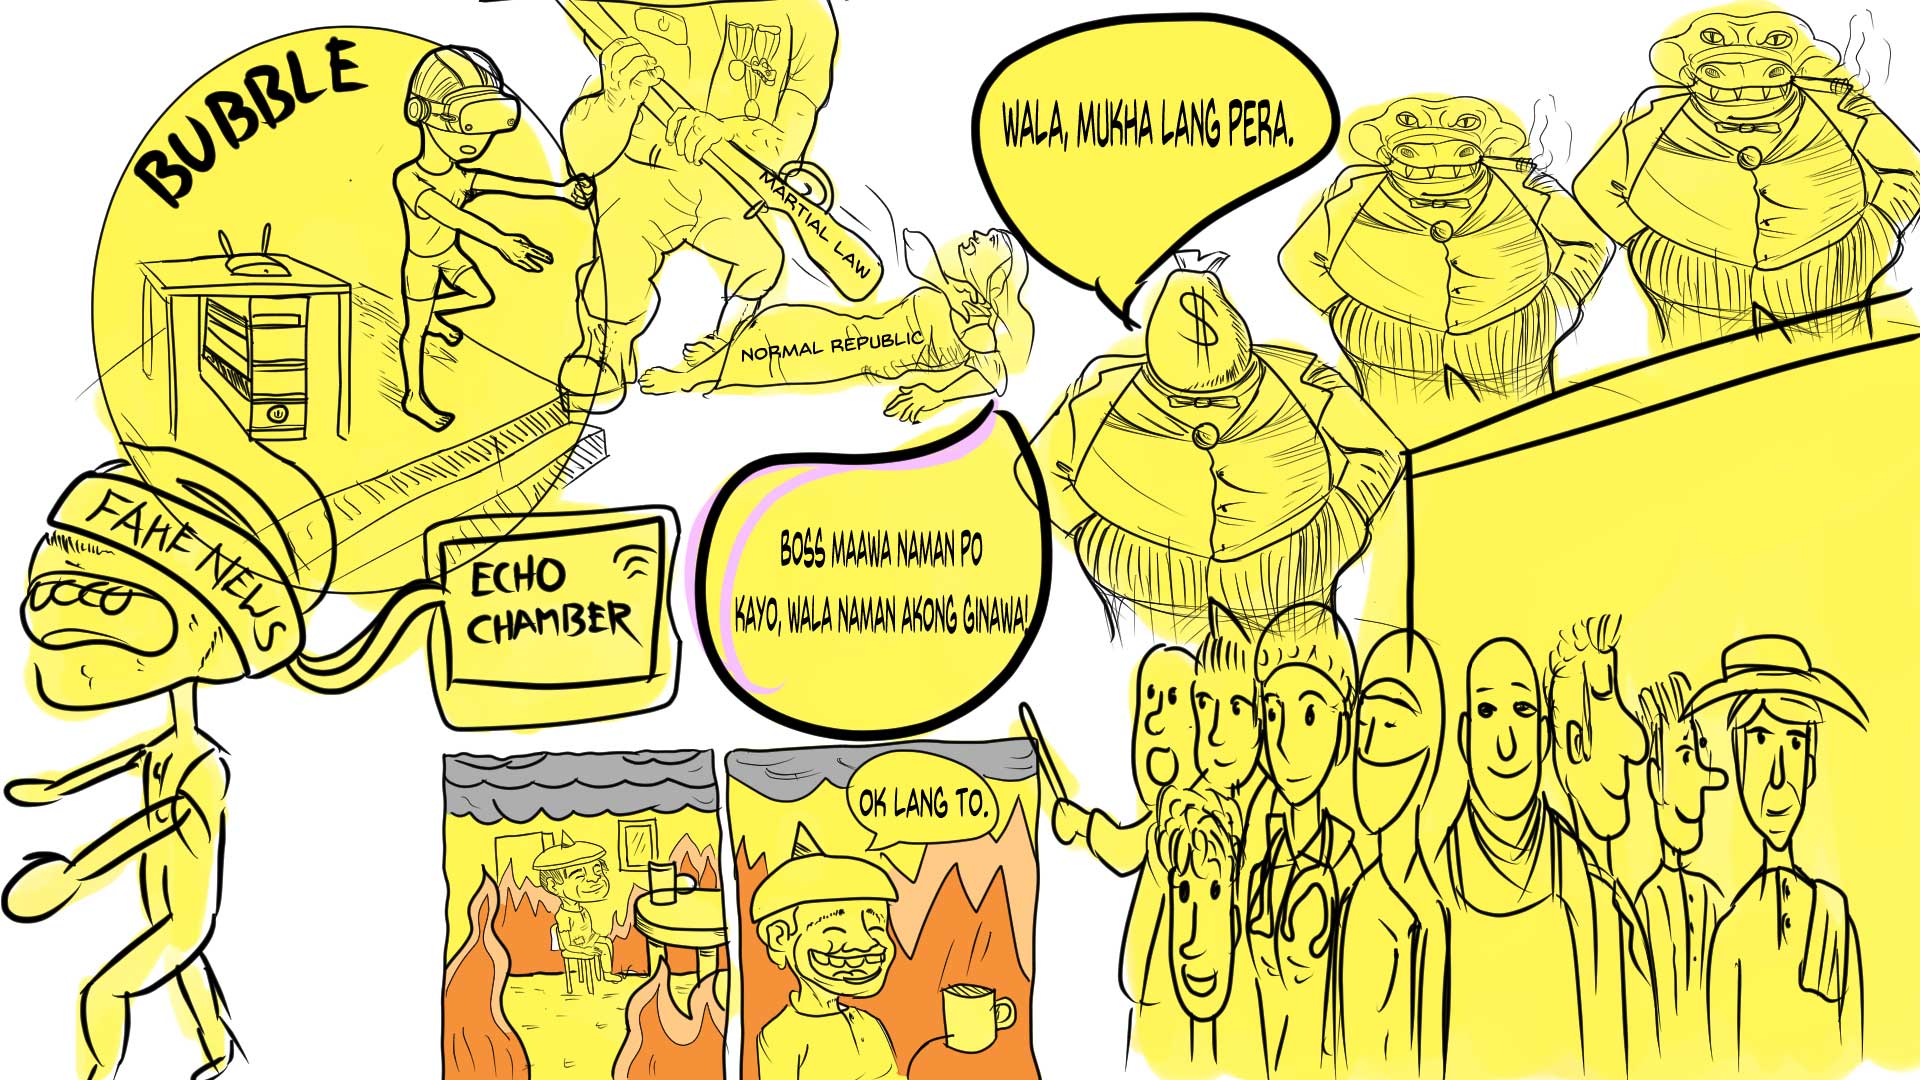 BUBBLE
MARTIAL LAW
NORMAL REPUBLIC
WALA, MUKHA LANG PERA.
$
FAHE NEWS
ECHO
CHAMBER
BOSS MAAWA NAMAN PO
KAYO, WALA NAMAN AKONG GINAWA!
OK LANG TO.